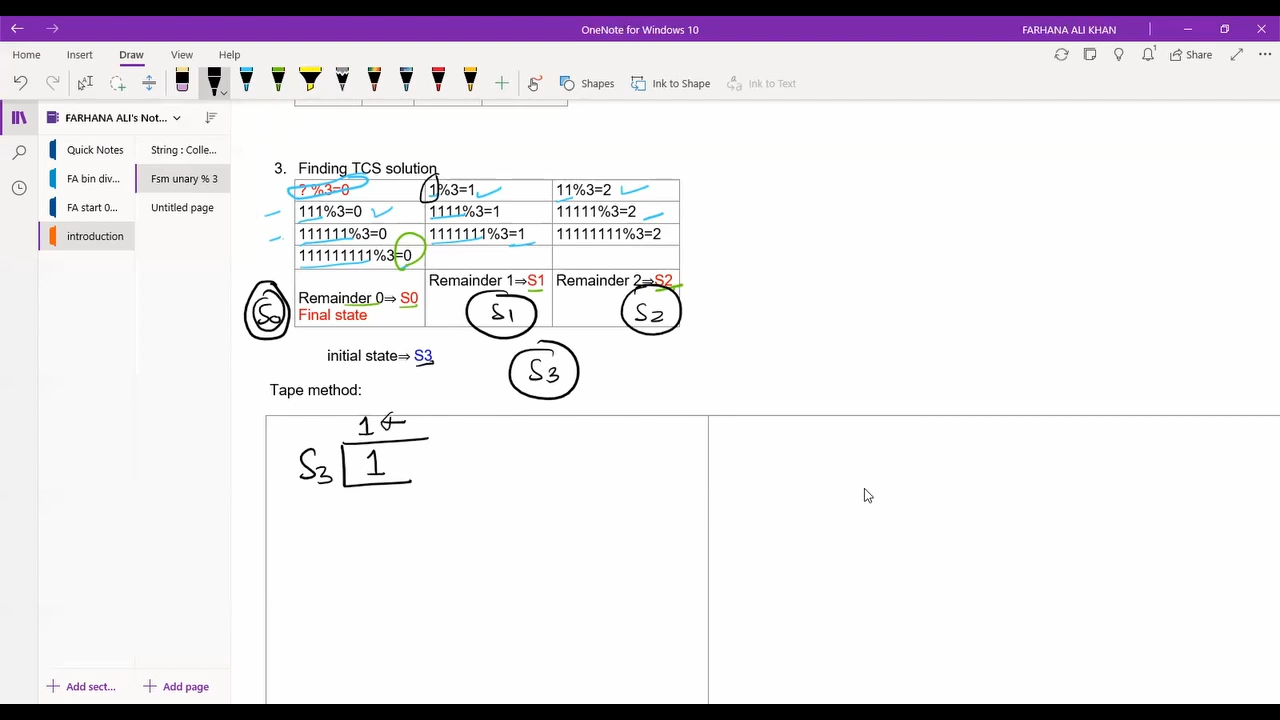 OneNote for Windows 10
FARHANA ALI KHAN
Home Insert Draw View Help
1 Share
Shapes Ink to Shape Ink to Text
FARHANA ALI's Not...
Quick Notes
FA bin div...
FA start 0...
introduction
String : Colle...
Fsm unary % 3
Untitled page
3. Finding TCS solution
? %3=0 1%3=1 11%3=2
111%3=0 1111%3=1 11111%3=2
111111%3=0 1111111%3=1 11111111%3=2
111111111%3=0
Remainder 0⇒ S0
Final state
Remainder 1⇒S1
Remainder 2⇒S2
S0 S1 S2
initial state⇒ S3
S3
Tape method:
1 ←
S3 1
Add sect... Add page